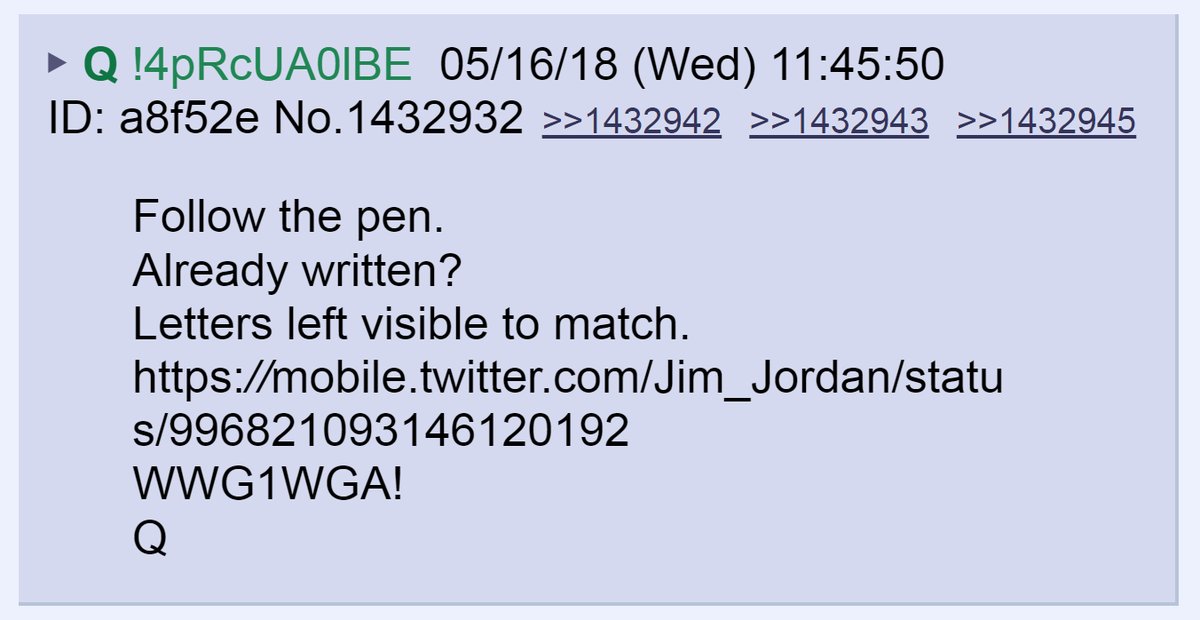 Q !4pRcUA0lBE 05/16/18 (Wed) 11:45:50
ID: a8f52e No.1432932 >>1432942 >>1432943 >>1432945
Follow the pen.
Already written?
Letters left visible to match.
https://mobile.twitter.com/Jim_Jordan/statu
s/996821093146120192
WWG1WGA!
Q